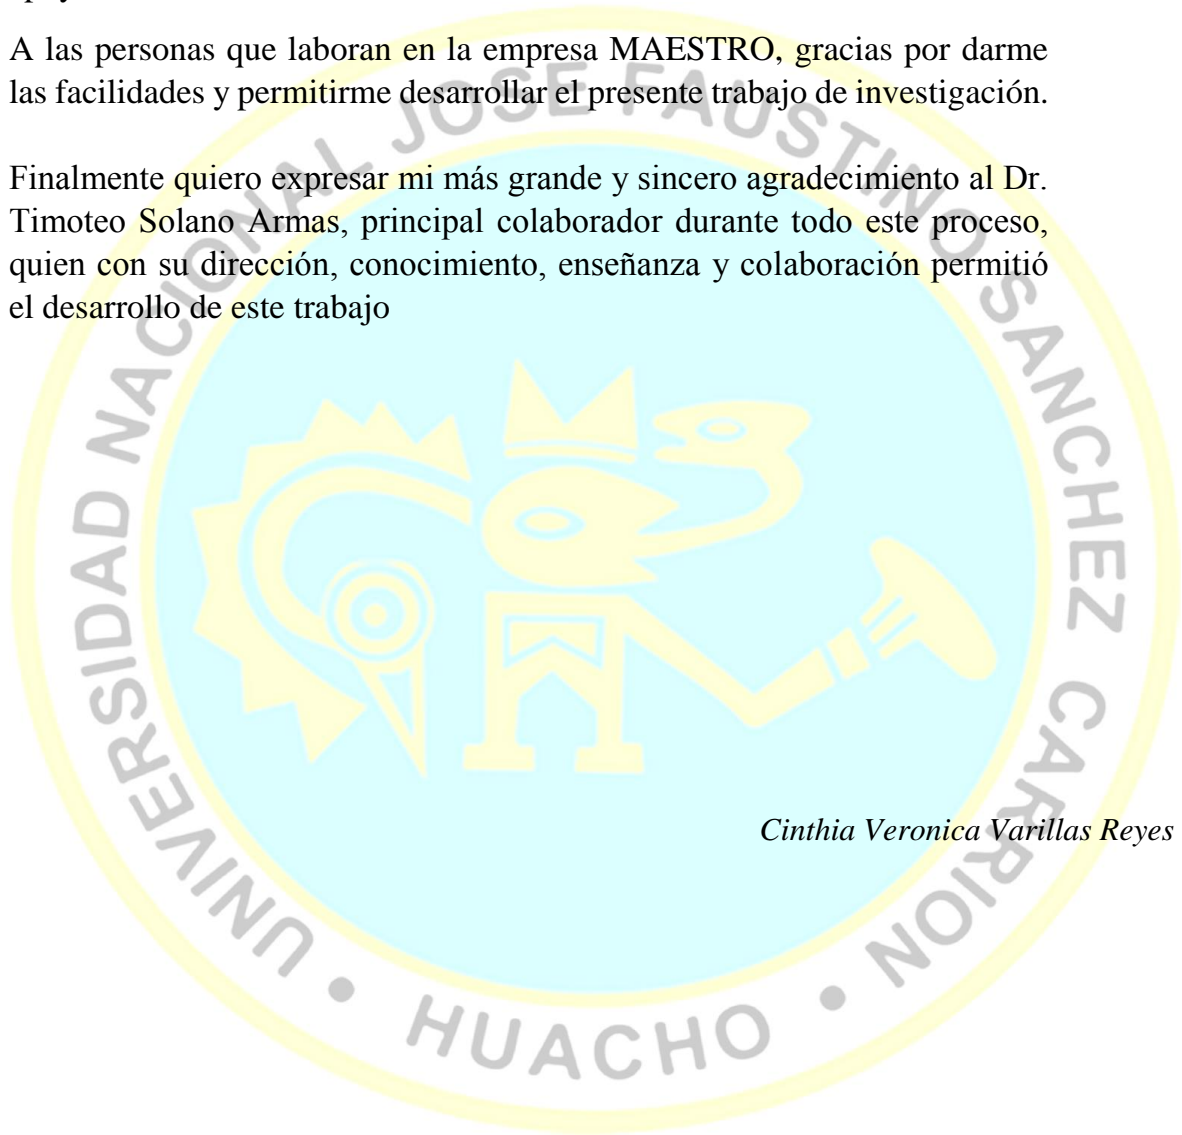 A las personas que laboran en la empresa MAESTRO, gracias por darme
las facilidades y permitirme desarrollar el presente trabajo de investigación.
Finalmente quiero expresar mi más grande y sincero agradecimiento al Dr.
Timoteo Solano Armas, principal colaborador durante todo este proceso,
quien con su dirección, conocimiento, enseñanza y colaboración permitió
el desarrollo de este trabajo
Cinthia Veronica Varillas Reyes
UNIVERSIDAD NACIONAL JOSE FAUSTINO SANCHEZ CARRION • HUACHO •